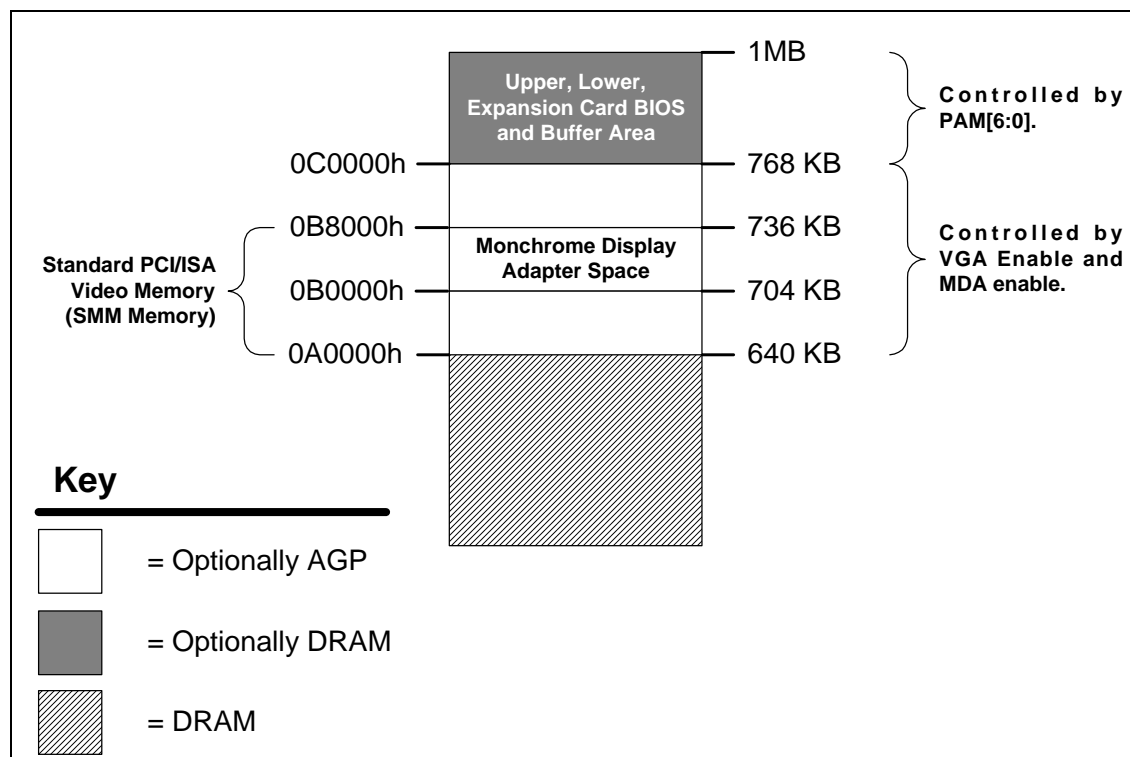 1MB
Upper, Lower,
Expansion Card BIOS
and Buffer Area
Controlled by
PAM[6:0].
0C0000h
768 KB
0B8000h
736 KB
Monchrome Display
Adapter Space
Controlled by
VGA Enable and
MDA enable.
Standard PCI/ISA
Video Memory
(SMM Memory)
0B0000h
704 KB
0A0000h
640 KB
Key
= Optionally AGP
= Optionally DRAM
= DRAM